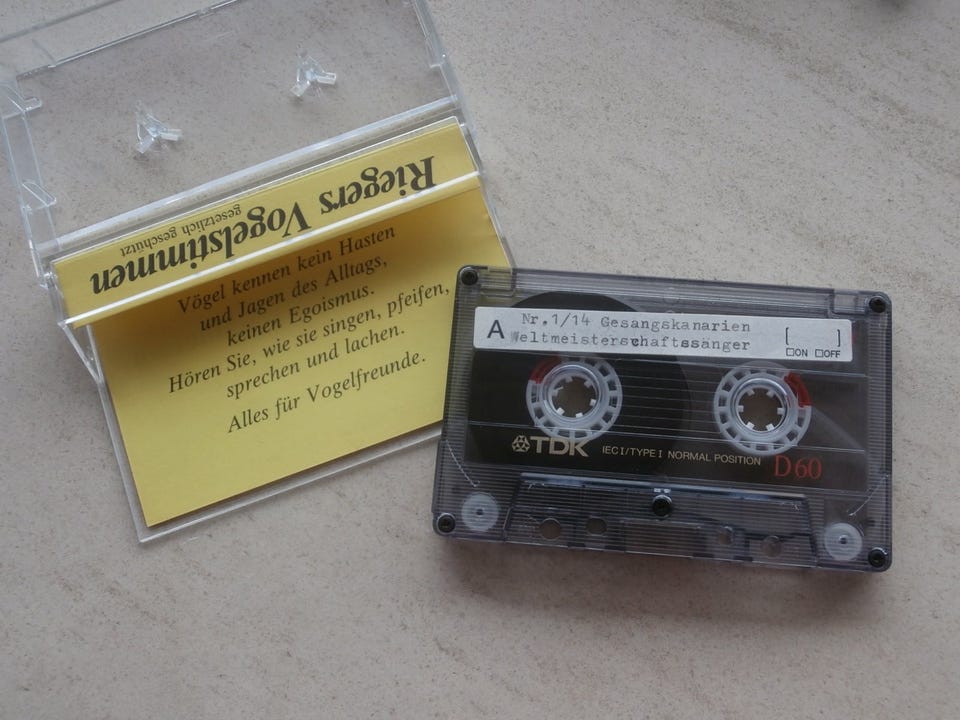 Riegers Vogelstimmen
gesetzlich geschützt
Vögel kennen kein Hasten
und Jagen des Alltags,
keinen Egoismus.
Hören Sie, wie sie singen, pfeifen,
sprechen und lachen.
Alles für Vogelfreunde.
A
Nr.1/14 Gesangskanarien
Weltmeisterschaftssänger
[ ]
□ON □OFF
TDK IEC I/TYPE I NORMAL POSITION D60